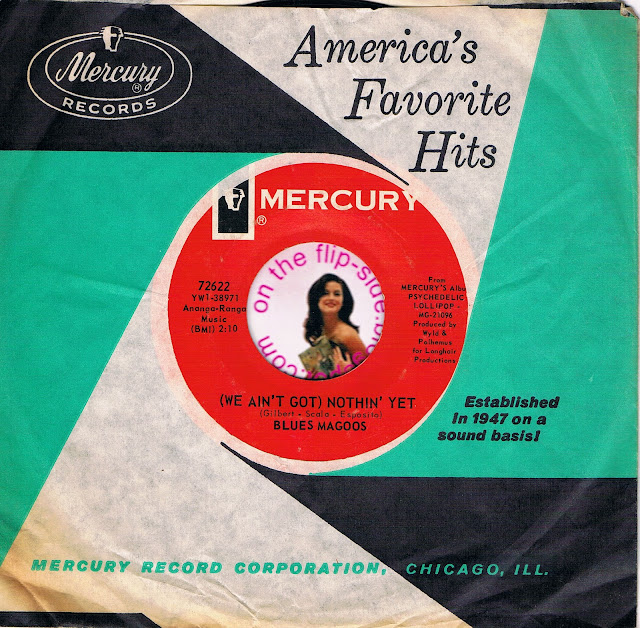 Mercury
®
RECORDS
America's
Favorite
Hits
MERCURY
®
72622
YW1-38971
Ananga-Ranga
Music
(BMI) 2:10
on the flip-side.blogspot.com
From
MERCURY'S Album
PSYCHEDELIC
LOLLIPOP -
MG-21096
Produced by
Wyld &
Polhemus
for Longhair
Productions
(WE AIN'T GOT) NOTHIN' YET
(Gilbert - Scala - Esposito)
BLUES MAGOOS
Established
in 1947 on a
sound basis!
MERCURY RECORD CORPORATION, CHICAGO, ILL.